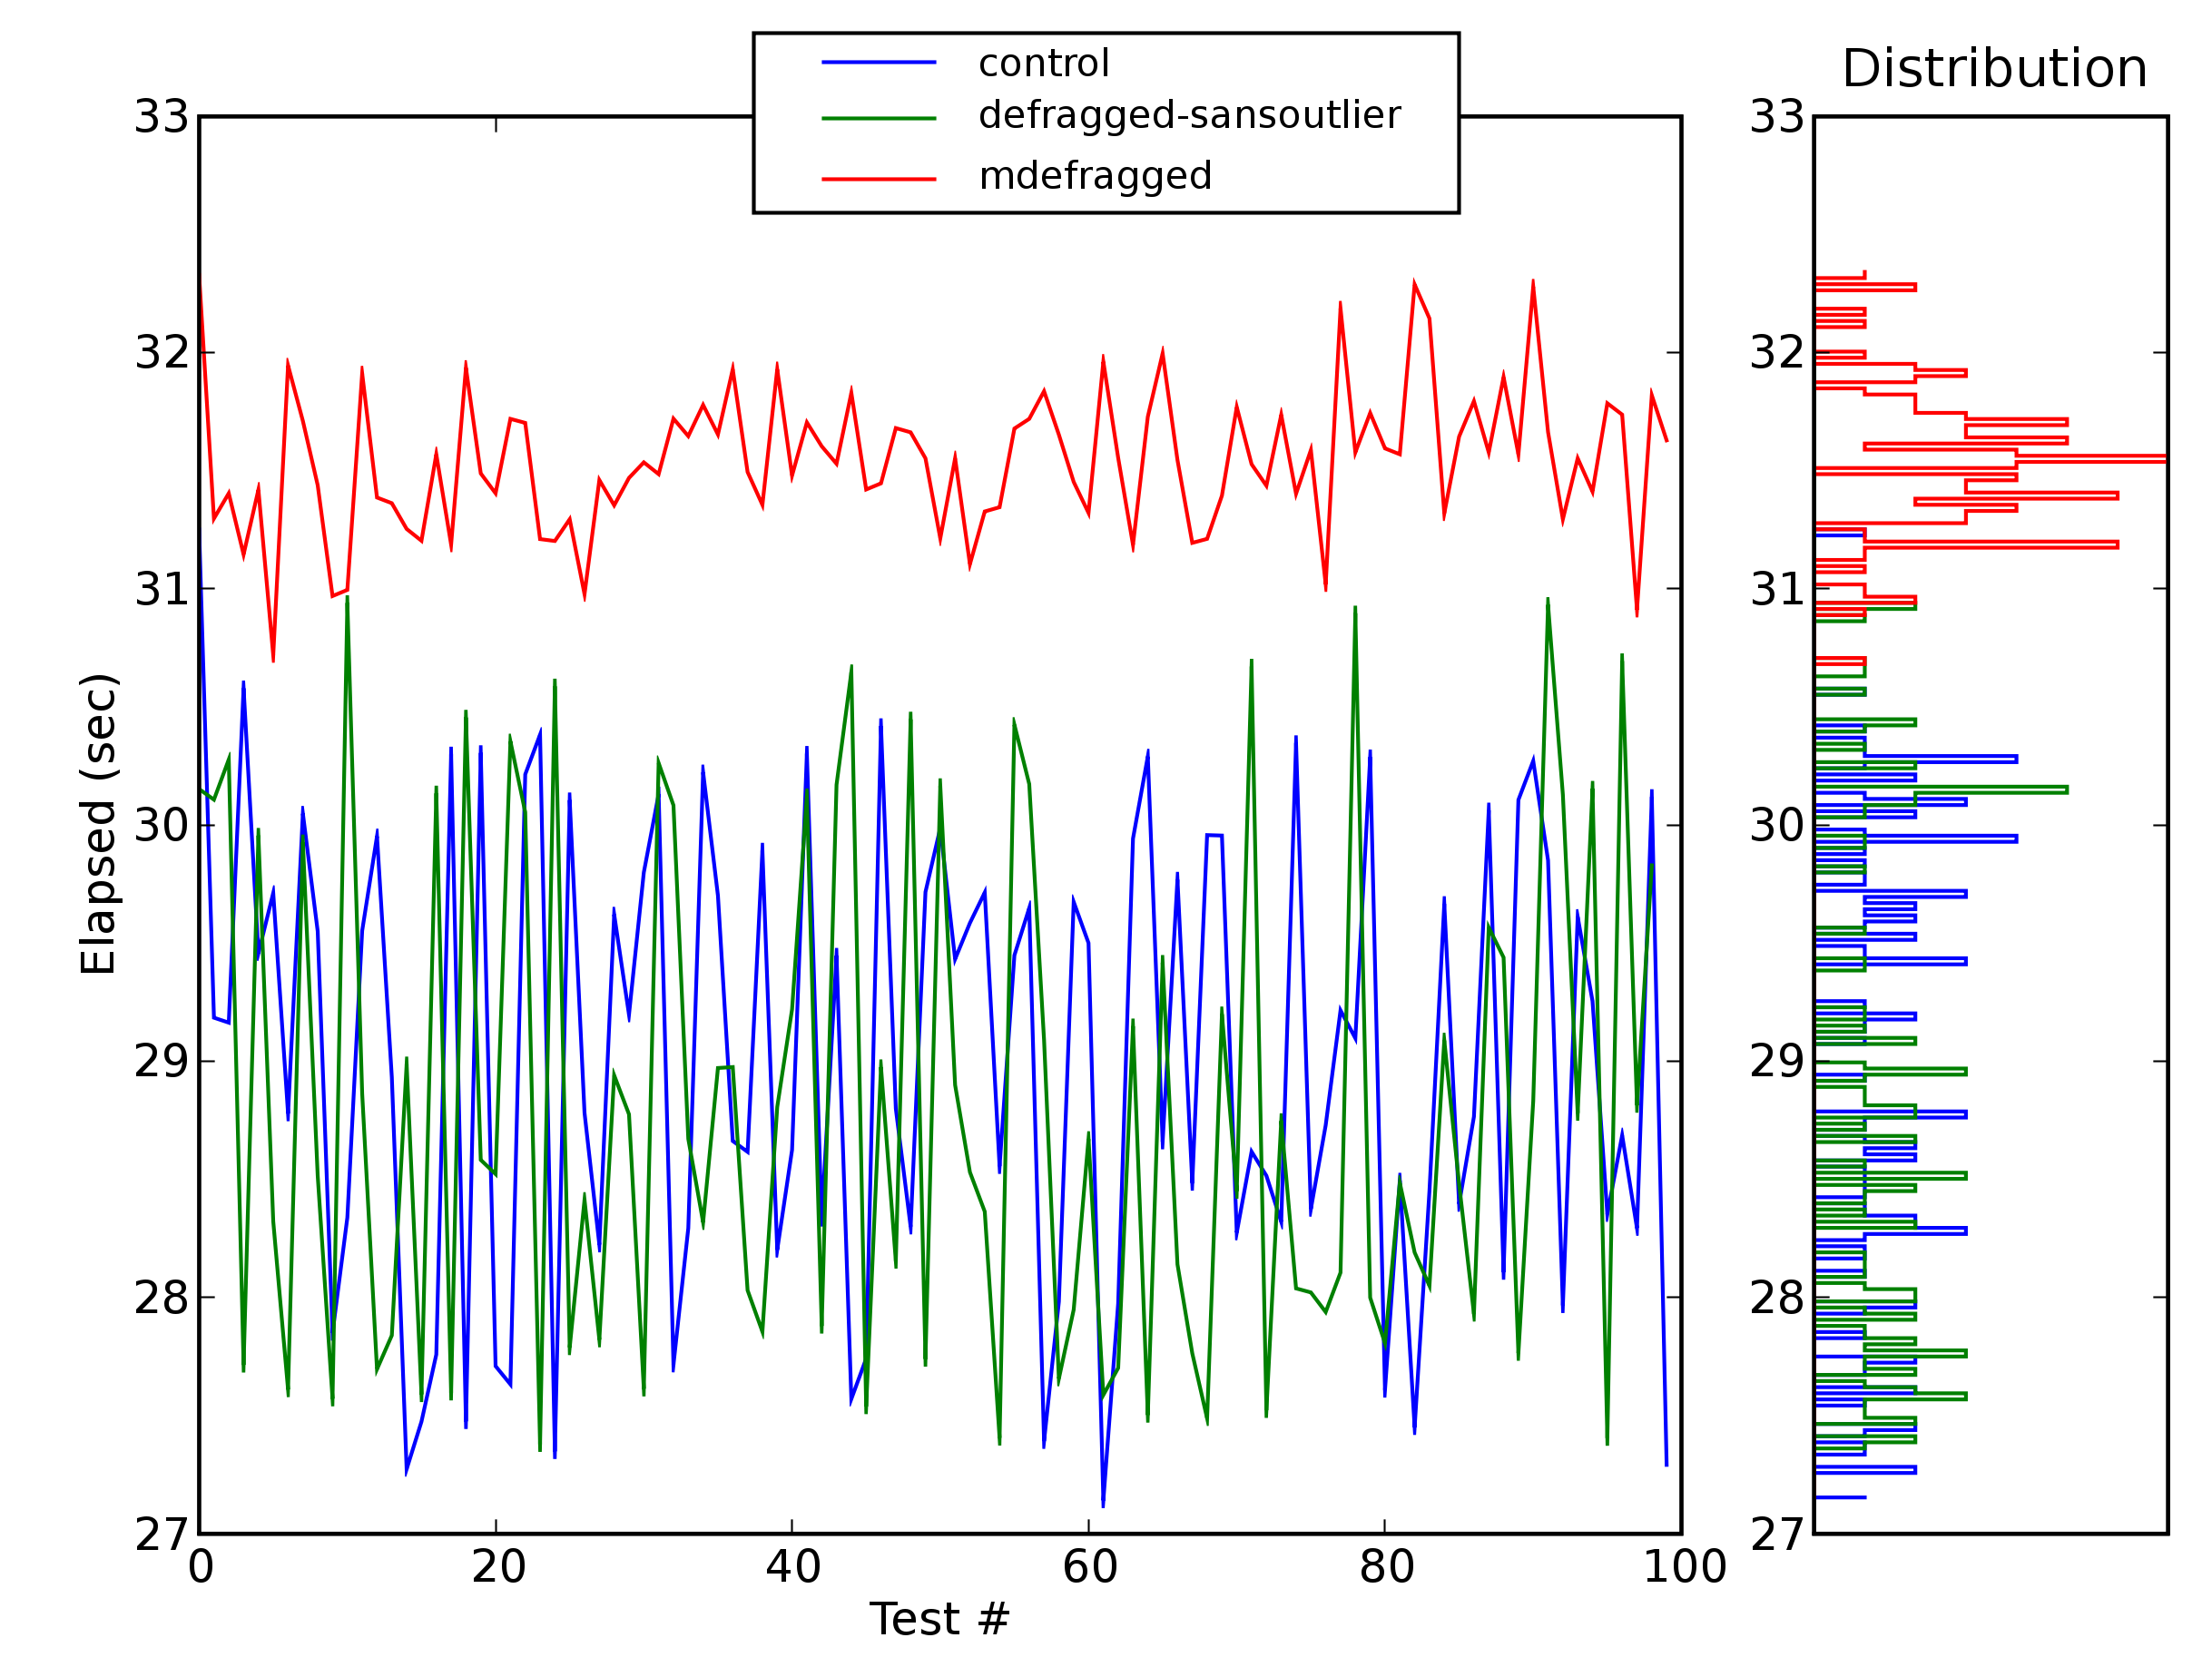 control
defragged-sansoutlier
mdefragged
Distribution
33
32
31
30
29
28
27
Elapsed (sec)
0 20 40 60 80 100
Test #
33
32
31
30
29
28
27